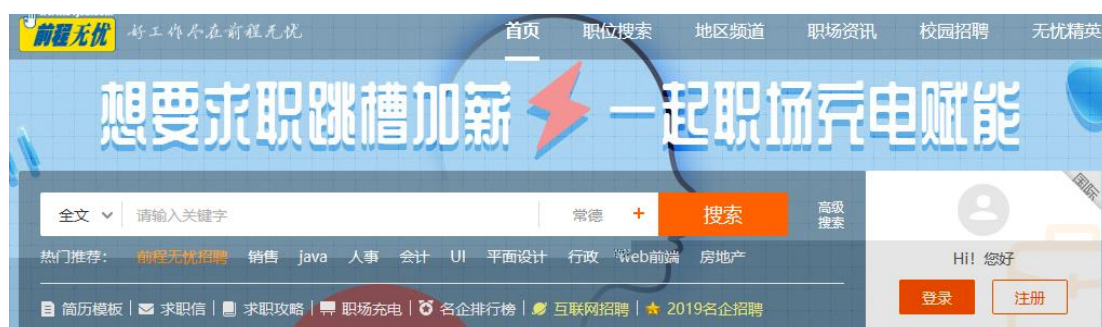 前程无忧 好工作尽在前程无忧 首页 职位搜索 地区频道 职场资讯 校园招聘 无忧精英
想要求职跳槽加薪 一起职场充电赋能
国际
全文 请输入关键字 常德 + 搜索 高级搜索
热门推荐： 前程无忧招聘 销售 java 人事 会计 UI 平面设计 行政 Web前端 房地产
Hi! 您好
简历模板 | 求职信 | 求职攻略 | 职场充电 | 名企排行榜 | 互联网招聘 | 2019名企招聘
登录 注册